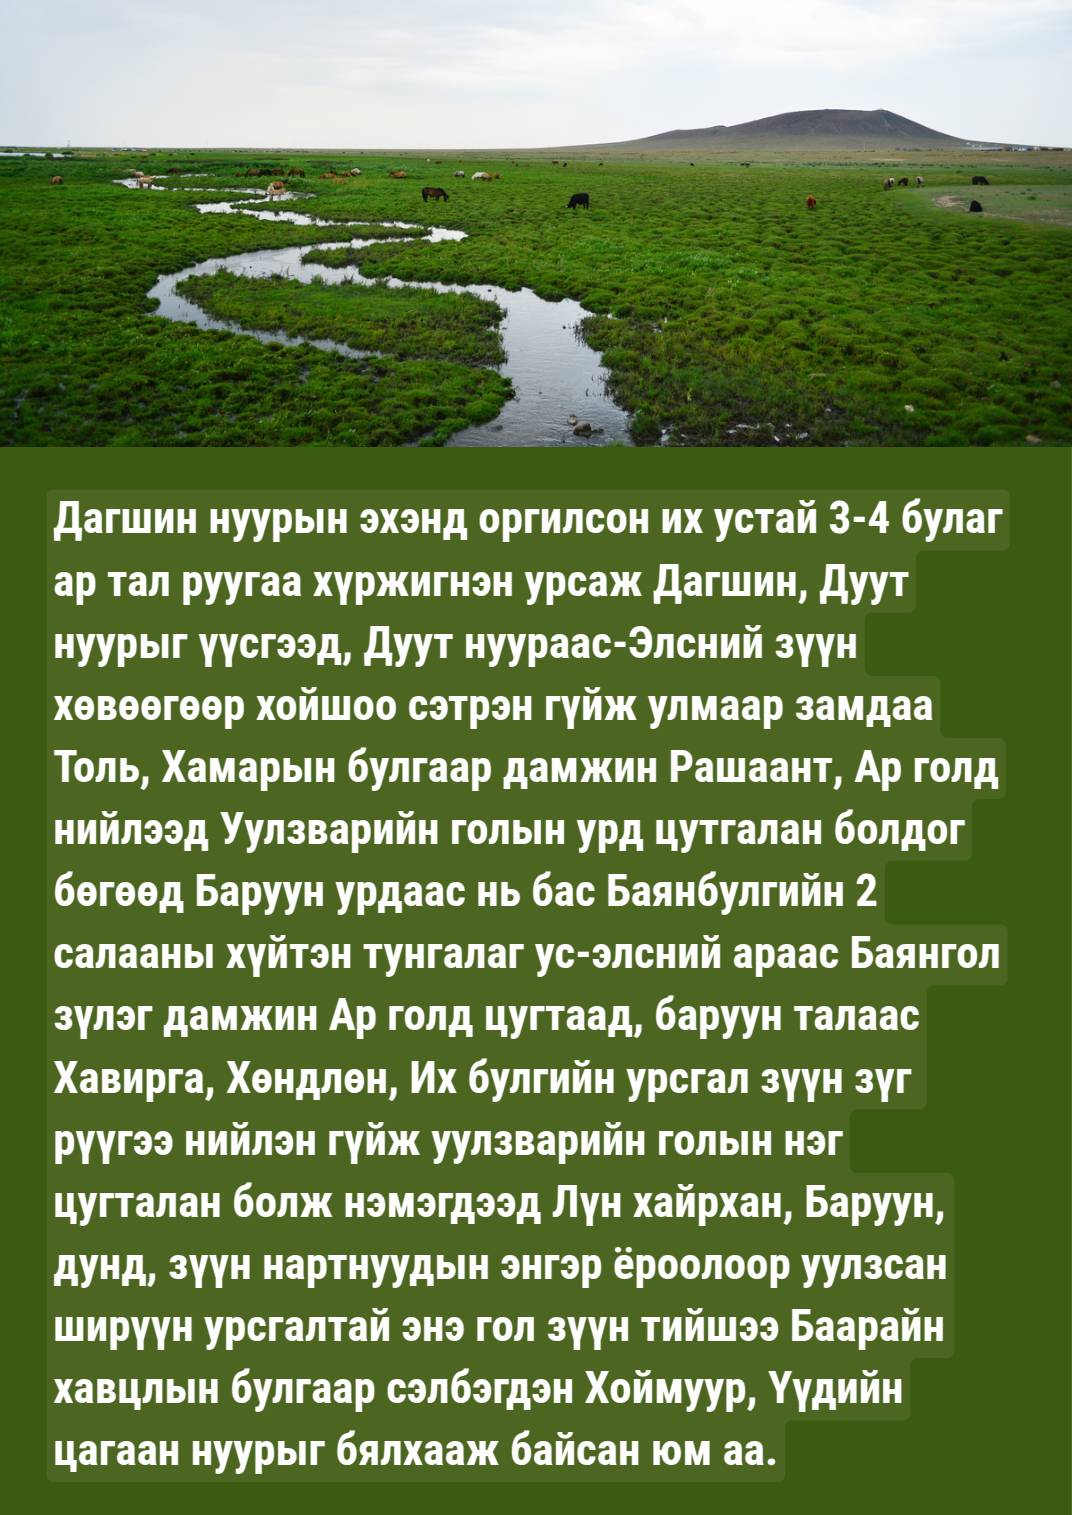 Дагшин нуурын эхэнд оргилсон их устай 3-4 булаг
ар тал руугаа хүржигнэн урсаж Дагшин, Дуут
нуурыг үүсгээд, Дуут нуураас-Элсний зүүн
хөвөөгөөр хойшоо сэтрэн гүйж улмаар замдаа
Толь, Хамарын булгаар дамжин Рашаант, Ар голд
нийлээд Уулзварийн голын урд цутгалан болдог
бөгөөд Баруун урдаас нь бас Баянбулгийн 2
салааны хүйтэн тунгалаг ус-элсний араас Баянгол
зүлэг дамжин Ар голд цугтаад, баруун талаас
Хавирга, Хөндлөн, Их булгийн урсгал зүүн зүг
рүүгээ нийлэн гүйж уулзварийн голын нэг
цугталан болж нэмэгдээд Лүн хайрхан, Баруун,
дунд, зүүн нартнуудын энгэр ёроолоор уулзсан
ширүүн урсгалтай энэ гол зүүн тийшээ Баарайн
хавцлын булгаар сэлбэгдэн Хоймуур, Үүдийн
цагаан нуурыг бялхааж байсан юм аа.